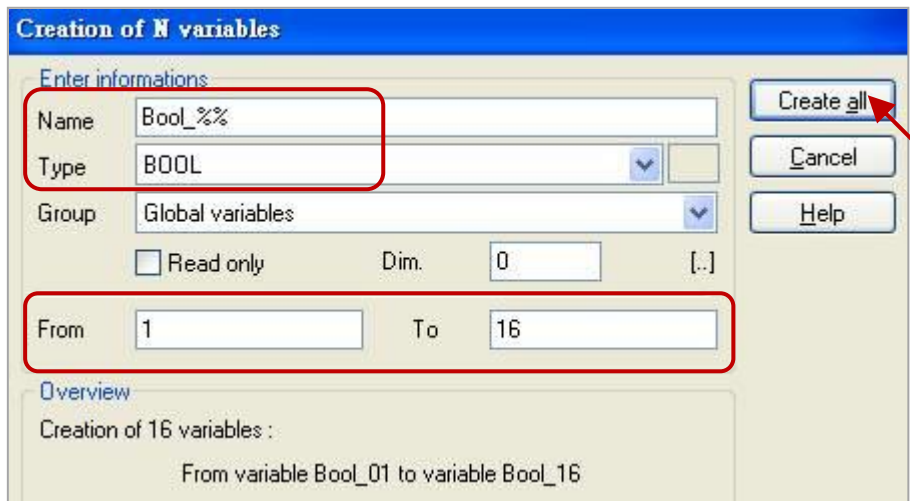 Creation of N variables
Enter informations
Name Bool_%%
Type BOOL
Group Global variables
Read only Dim. 0 [..]
From 1 To 16
Create all
Cancel
Help
Overview
Creation of 16 variables :
From variable Bool_01 to variable Bool_16